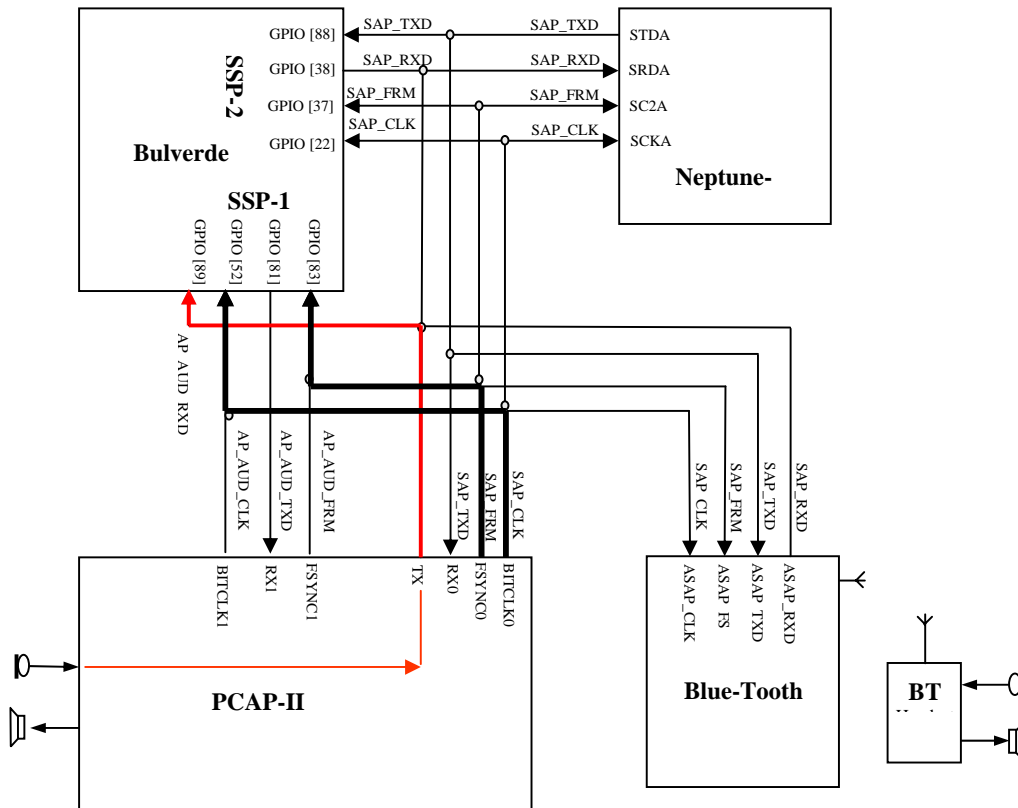 GPIO [88] SAP_TXD SAP_TXD STDA
GPIO [38] SAP_RXD SAP_RXD SRDA
GPIO [37] SAP_FRM SAP_FRM SC2A
GPIO [22] SAP_CLK SAP_CLK SCKA
SSP-2
Bulverde
Neptune-
SSP-1
GPIO [89]
GPIO [52]
GPIO [81]
GPIO [83]
AP_AUD_RXD
AP_AUD_CLK
AP_AUD_TXD
AP_AUD_FRM
SAP_TXD
SAP_FRM
SAP_CLK
SAP_CLK
SAP_FRM
SAP_TXD
SAP_RXD
BITCLK1
RX1
FSYNC1
TX
RX0
FSYNC0
BITCLK0
ASAP_CLK
ASAP_FS
ASAP_TXD
ASAP_RXD
PCAP-II
Blue-Tooth
BT